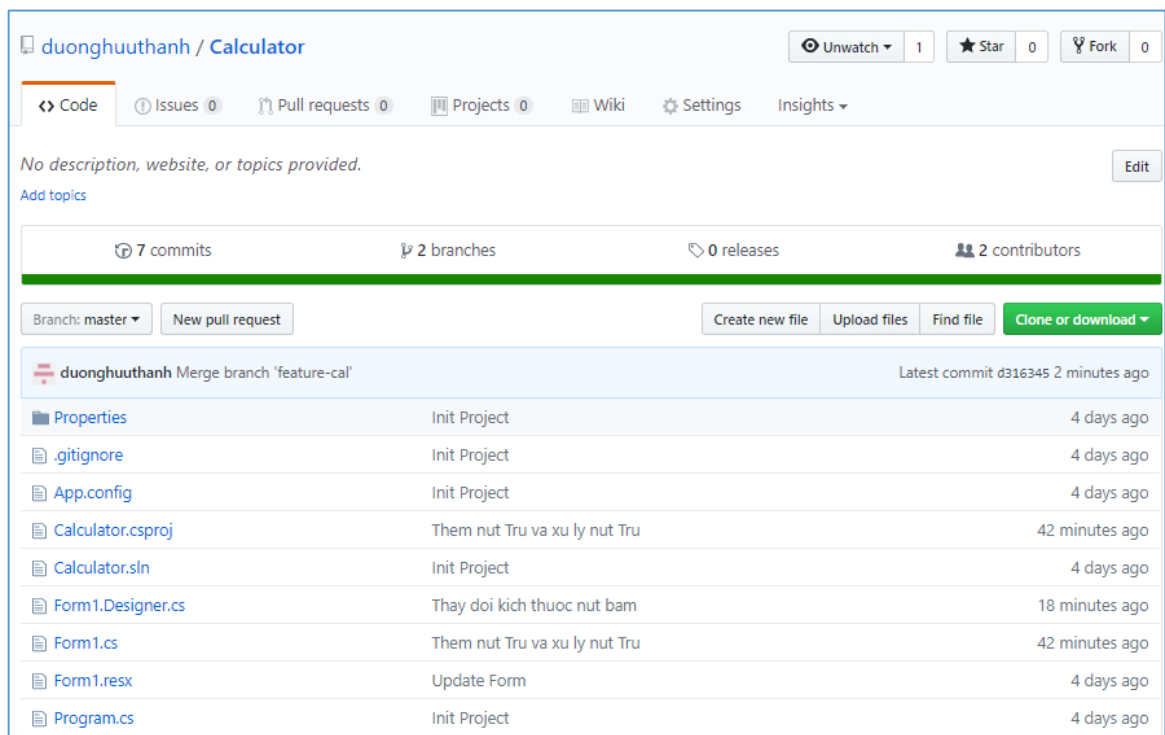 duonghuuthanh / Calculator Unwatch 1 Star 0 Fork 0
Code Issues 0 Pull requests 0 Projects 0 Wiki Settings Insights
No description, website, or topics provided. Edit
Add topics
7 commits 2 branches 0 releases 2 contributors
Branch: master New pull request Create new file Upload files Find file Clone or download
duonghuuthanh Merge branch 'feature-cal' Latest commit d316345 2 minutes ago
Properties Init Project 4 days ago
.gitignore Init Project 4 days ago
App.config Init Project 4 days ago
Calculator.csproj Them nut Tru va xu ly nut Tru 42 minutes ago
Calculator.sln Init Project 4 days ago
Form1.Designer.cs Thay doi kich thuoc nut bam 18 minutes ago
Form1.cs Them nut Tru va xu ly nut Tru 42 minutes ago
Form1.resx Update Form 4 days ago
Program.cs Init Project 4 days ago